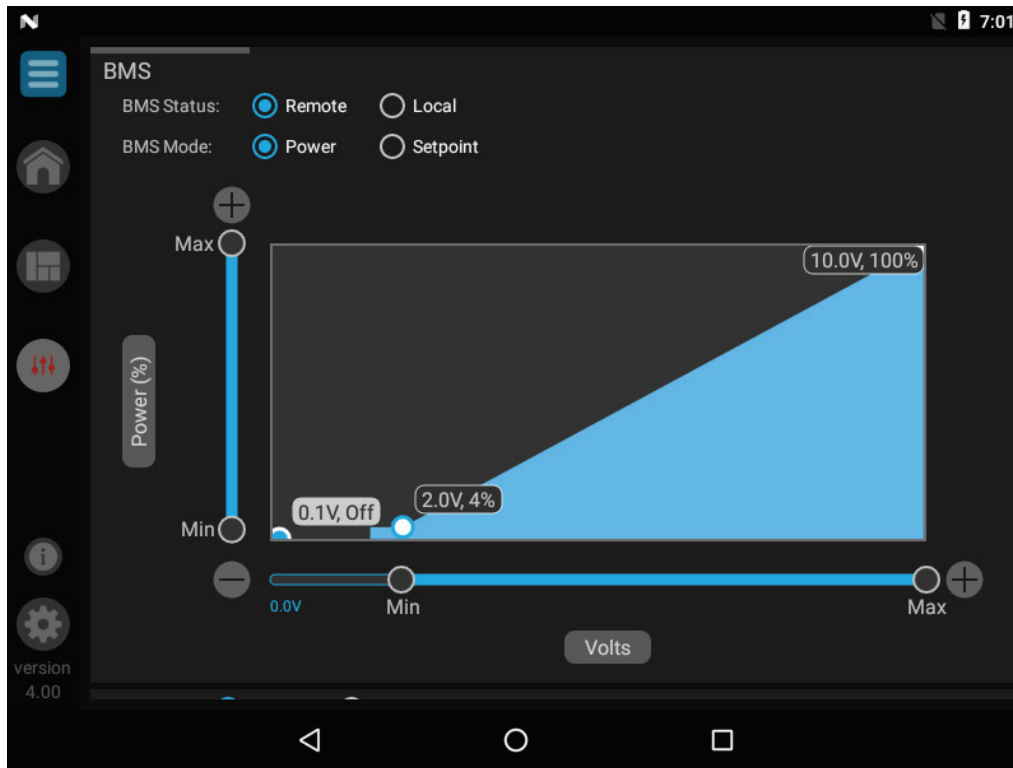 7:01
BMS
BMS Status: Remote Local
BMS Mode: Power Setpoint
Max
10.0V, 100%
Power (%)
2.0V, 4%
0.1V, Off
Min
0.0V
Min
Max
Volts
version
4.00